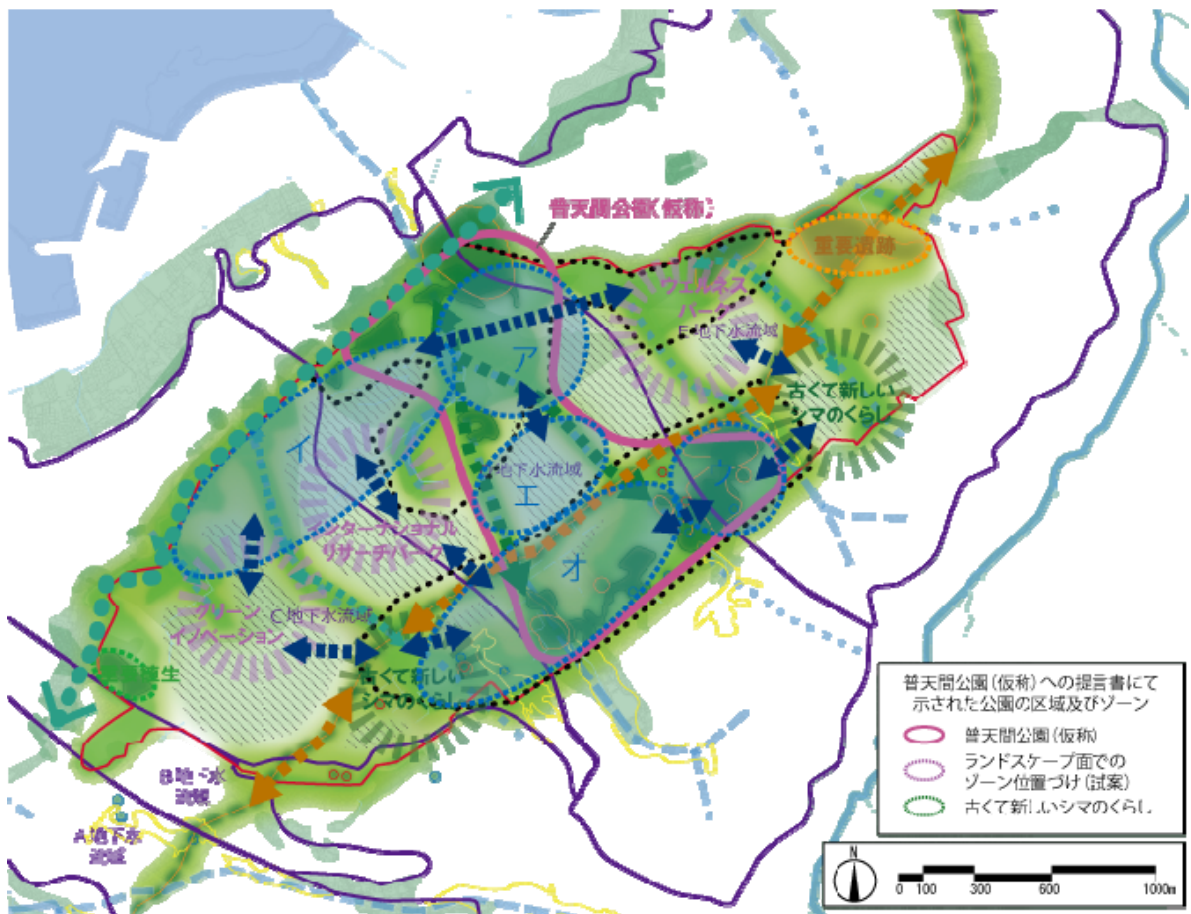 普天間公園(仮称)
重要遺跡
ウェルネス
パーク
E地下水流域
ア
古くて新しい
シマのくらし
イ
地下水流域
ウ
エ
インターナショナル
リサーチパーク
オ
グリーン
イノベーション
C地下水流域
古くて新しい
シマのくらし
B地下水
流域
A地下水
流域
普天間公園(仮称)への提言書にて
示された公園の区域及びゾーン
普天間公園(仮称)
ランドスケープ面での
ゾーン位置づけ(試案)
古くて新しいシマのくらし
N
0 100 300 600 1000m